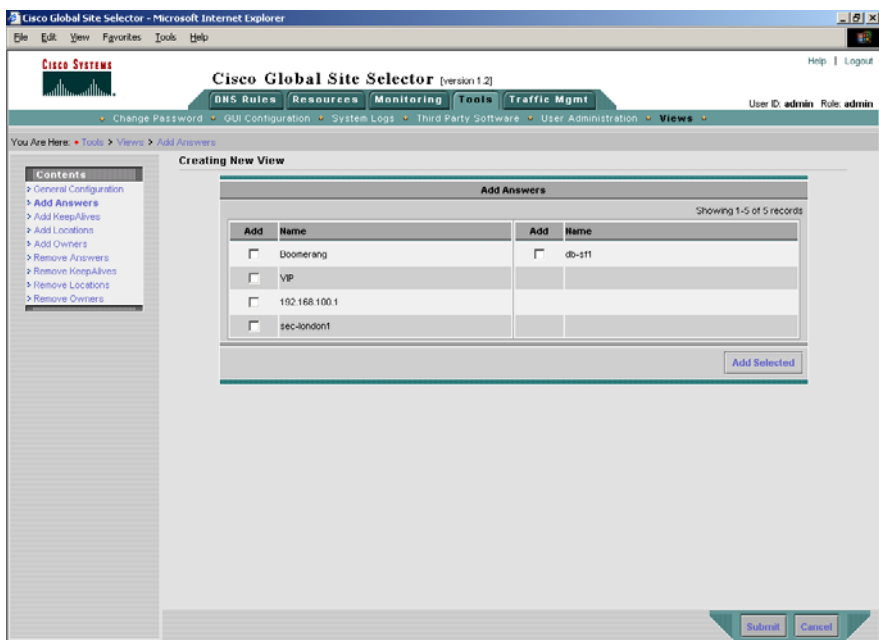 Cisco Global Site Selector - Microsoft Internet Explorer
File Edit View Favorites Tools Help
CISCO SYSTEMS
Help | Logout
Cisco Global Site Selector [version 1.2]
DNS Rules Resources Monitoring Tools Traffic Mgmt
User ID: admin Role: admin
Change Password GUI Configuration System Logs Third Party Software User Administration Views
You Are Here: Tools > Views > Add Answers
Creating New View
Contents
General Configuration
Add Answers
Add KeepAlives
Add Locations
Add Owners
Remove Answers
Remove KeepAlives
Remove Locations
Remove Owners
Add Answers
Showing 1-5 of 5 records
Add Name Add Name
Boomerang db-sf1
VIP
192.168.100.1
sec-london1
Add Selected
Submit Cancel